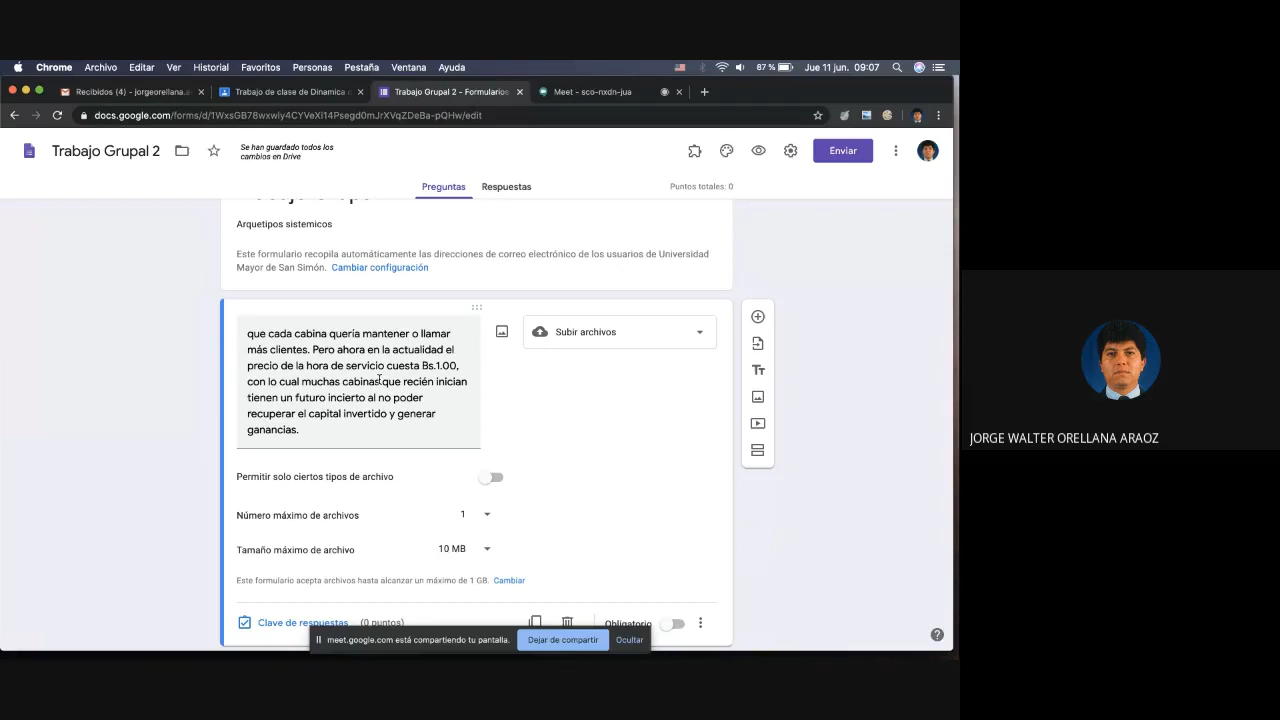 Chrome Archivo Editar Ver Historial Favoritos Personas Pestaña Ventana Ayuda 87 % Jue 11 jun. 09:07
Recibidos (4) - jorgeorellana. Trabajo de clase de Dinamica Trabajo Grupal 2 - Formularios Meet - sco-nxdn-jua
docs.google.com/forms/d/1WxsGB78wxwly4CYVeXl14Psegd0mJrXVqZDeBa-pQHw/edit
Trabajo Grupal 2
Se han guardado todos los
cambios en Drive
Enviar
Preguntas Respuestas Puntos totales: 0
Arquetipos sistemicos
Este formulario recopila automáticamente las direcciones de correo electrónico de los usuarios de Universidad
Mayor de San Simón. Cambiar configuración
que cada cabina quería mantener o llamar
más clientes. Pero ahora en la actualidad el
precio de la hora de servicio cuesta Bs.1.00,
con lo cual muchas cabinas que recién inician
tienen un futuro incierto al no poder
recuperar el capital invertido y generar
ganancias.
Subir archivos
Permitir solo ciertos tipos de archivo
Número máximo de archivos 1
Tamaño máximo de archivo 10 MB
Este formulario acepta archivos hasta alcanzar un máximo de 1 GB. Cambiar
Clave de respuestas (0 puntos) Obligatorio
meet.google.com está compartiendo tu pantalla. Dejar de compartir Ocultar
JORGE WALTER ORELLANA ARAOZ